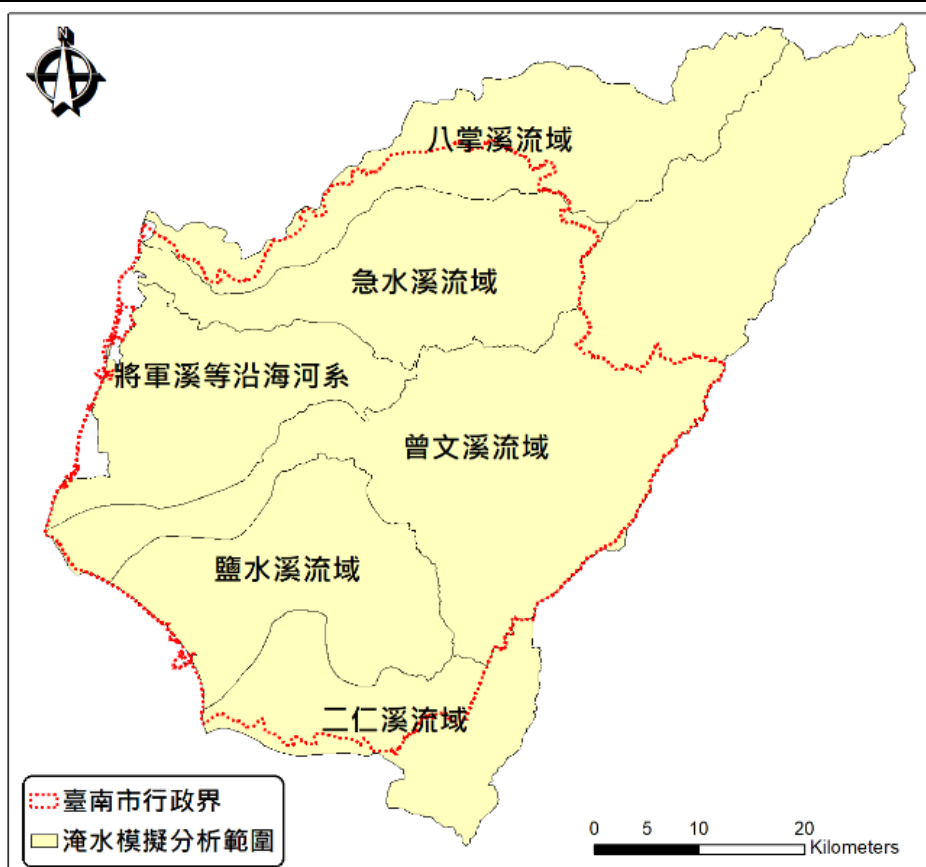 N
八掌溪流域
急水溪流域
將軍溪等沿海河系
曾文溪流域
鹽水溪流域
二仁溪流域
臺南市行政界
淹水模擬分析範圍
0 5 10 20
Kilometers